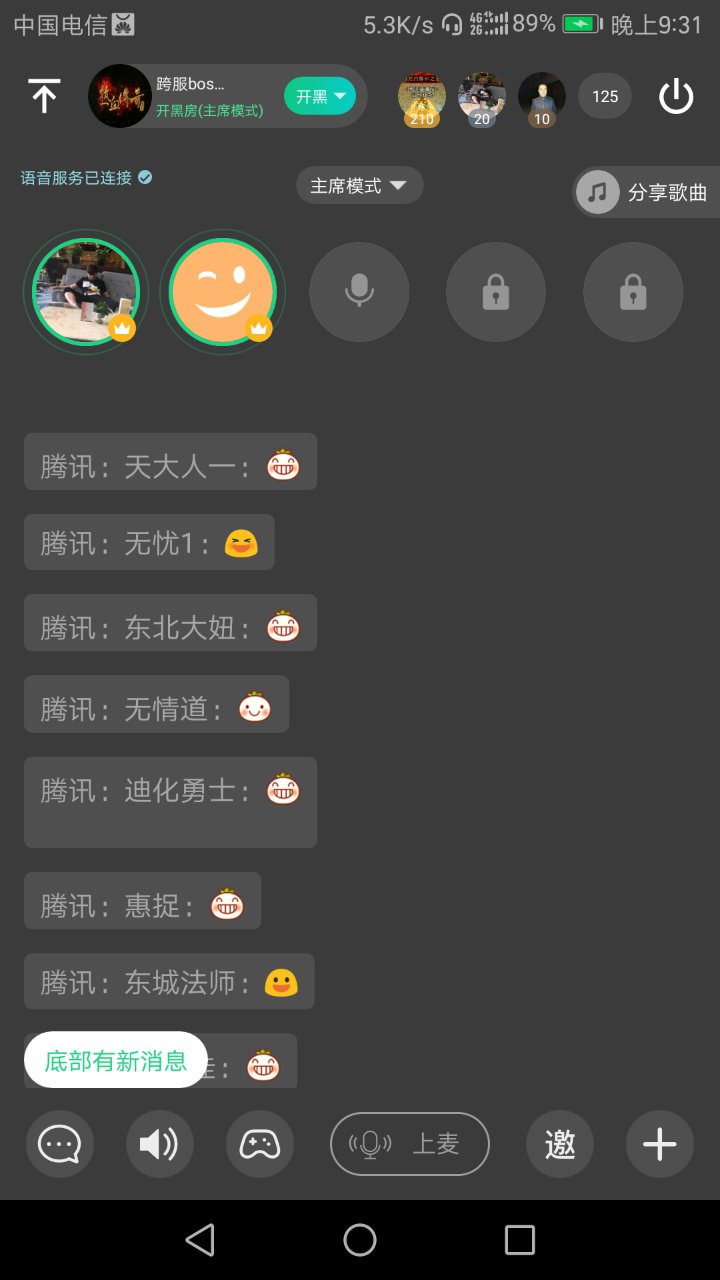 中国电信 5.3K/s 4G 2G 89% 晚上9:31
跨服bos...
开黑房(主席模式)
开黑
210 20 10 125
语音服务已连接
主席模式
分享歌曲
腾讯：天大人一：
腾讯：无忧1：
腾讯：东北大妞：
腾讯：无情道：
腾讯：迪化勇士：
腾讯：惠捉：
腾讯：东城法师：
底部有新消息
上麦
邀